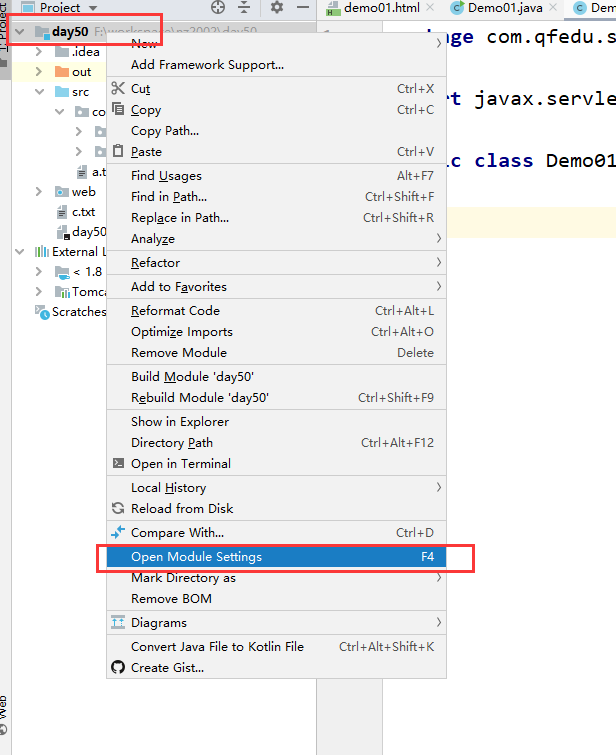 1: Project
Project
demo01.html
Demo01.java
Dem
day50
New
age com.qfedu.s
.idea
Add Framework Support...
out
Cut Ctrl+X
src
Copy Ctrl+C
t javax.servle
co
Copy Path...
Paste Ctrl+V
ic class Demo01
a.t
Find Usages Alt+F7
web
Find in Path... Ctrl+Shift+F
c.txt
Replace in Path... Ctrl+Shift+R
day50
Analyze
External L
Refactor
< 1.8
Add to Favorites
Tomca
Scratches
Reformat Code Ctrl+Alt+L
Optimize Imports Ctrl+Alt+O
Remove Module Delete
Build Module 'day50'
Rebuild Module 'day50' Ctrl+Shift+F9
Show in Explorer
Directory Path Ctrl+Alt+F12
Open in Terminal
Local History
Reload from Disk
Compare With... Ctrl+D
Open Module Settings F4
Mark Directory as
Remove BOM
Diagrams
Convert Java File to Kotlin File Ctrl+Alt+Shift+K
Create Gist...
Web